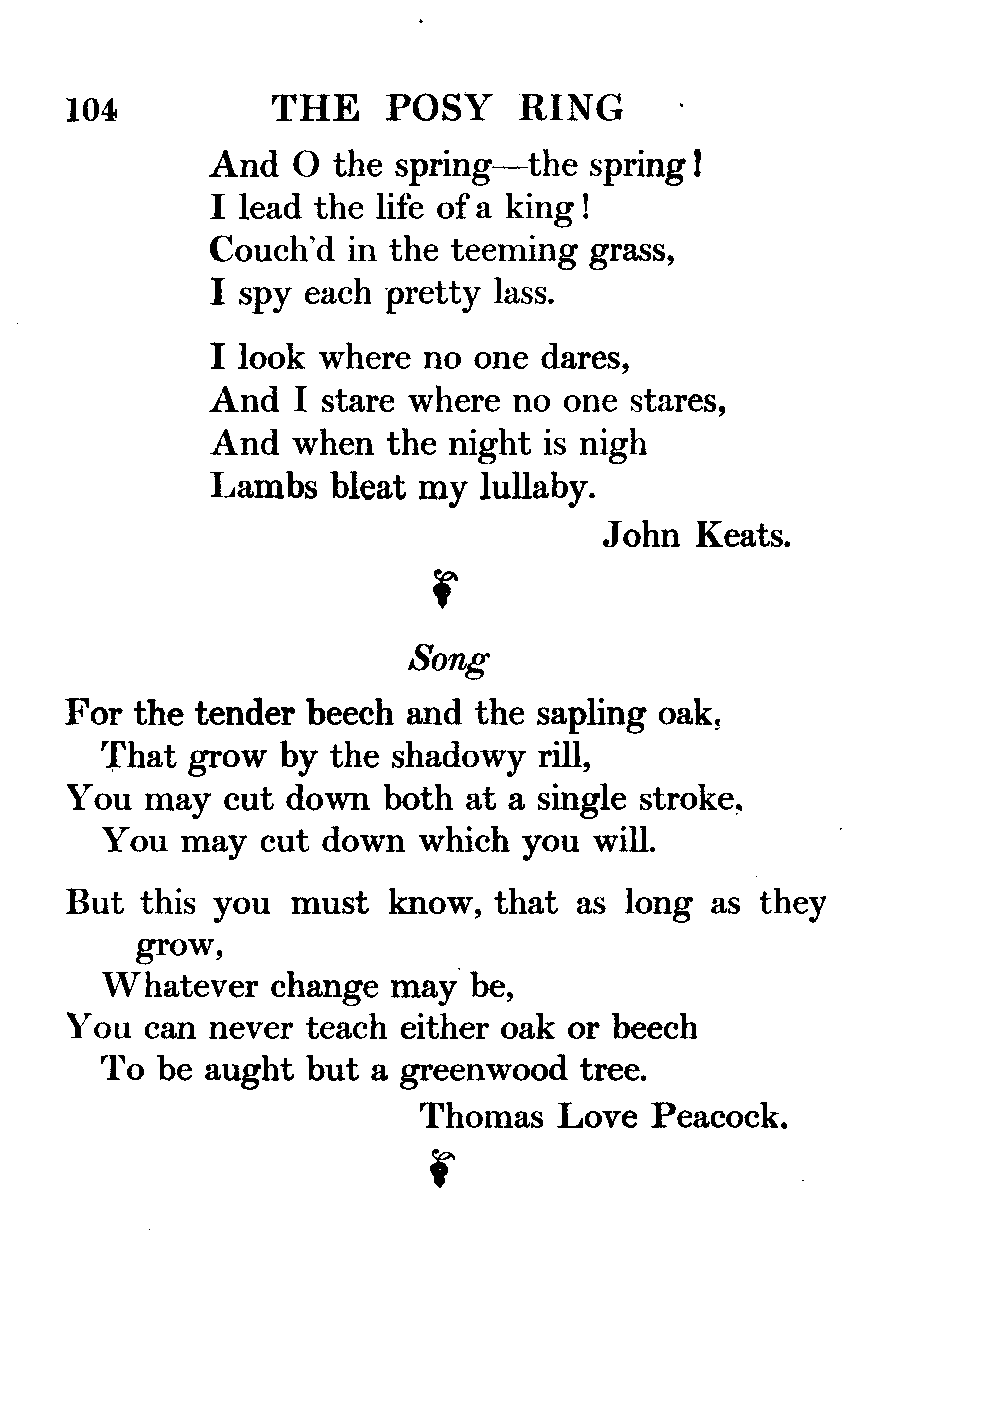 104 THE POSY RING
And O the spring—the spring!
I lead the life of a king!
Couch'd in the teeming grass,
I spy each pretty lass.
I look where no one dares,
And I stare where no one stares,
And when the night is nigh
Lambs bleat my lullaby.
John Keats.
Song
For the tender beech and the sapling oak,
That grow by the shadowy rill,
You may cut down both at a single stroke,
You may cut down which you will.
But this you must know, that as long as they
grow,
Whatever change may be,
You can never teach either oak or beech
To be aught but a greenwood tree.
Thomas Love Peacock.